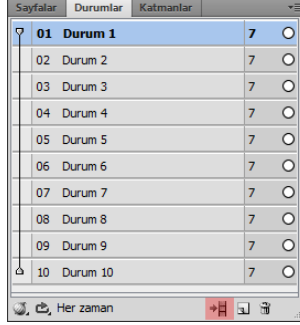 Sayfalar Durumlar Katmanlar
01 Durum 1 7
02 Durum 2 7
03 Durum 3 7
04 Durum 4 7
05 Durum 5 7
06 Durum 6 7
07 Durum 7 7
08 Durum 8 7
09 Durum 9 7
10 Durum 10 7
Her zaman